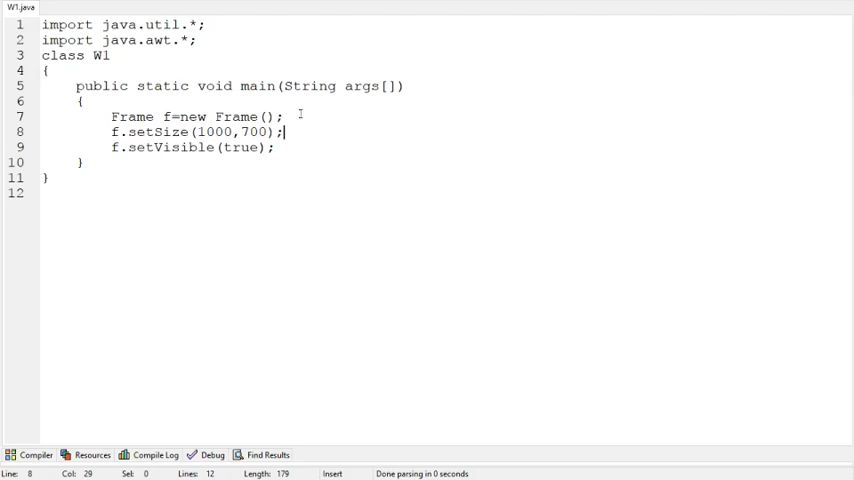 W1.java
1 import java.util.*;
2 import java.awt.*;
3 class W1
4 {
5 public static void main(String args[])
6 {
7 Frame f=new Frame();
8 f.setSize(1000,700);
9 f.setVisible(true);
10 }
11 }
12
Compiler Resources Compile Log Debug Find Results
Line: 8 Col: 29 Sel: 0 Lines: 12 Length: 179 Insert Done parsing in 0 seconds